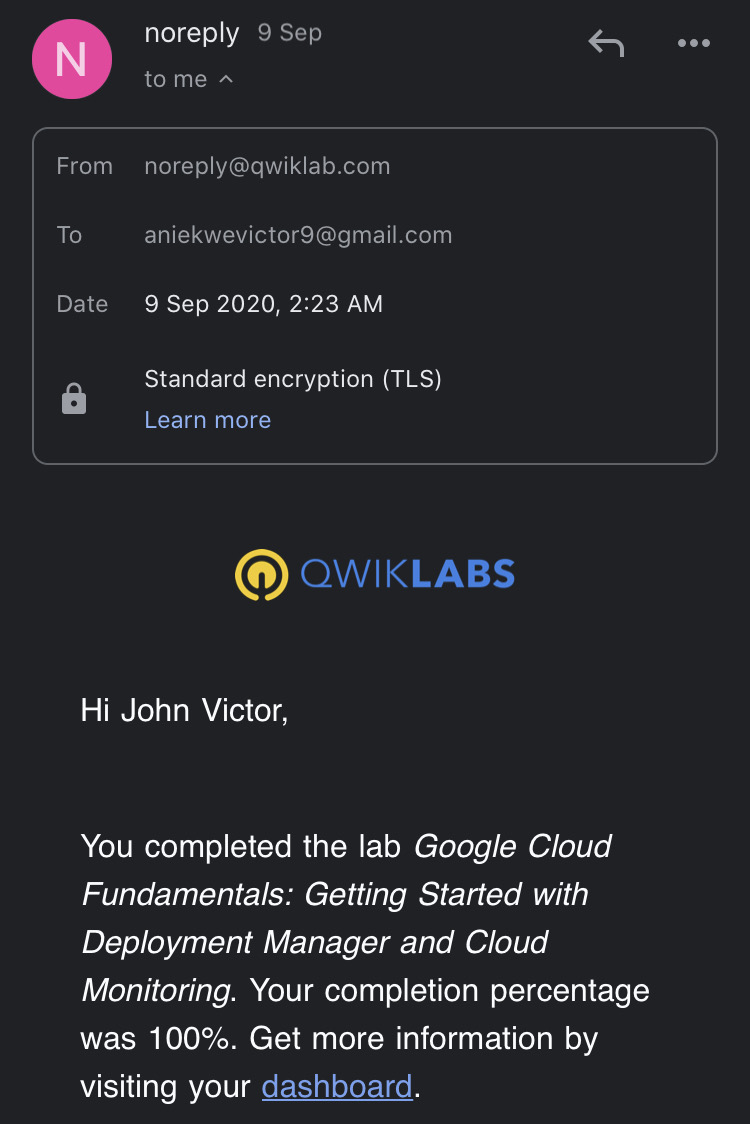 N
noreply 9 Sep
to me
From noreply@qwiklab.com
To aniekwevictor9@gmail.com
Date 9 Sep 2020, 2:23 AM
Standard encryption (TLS)
Learn more
QWIKLABS
Hi John Victor,
You completed the lab Google Cloud
Fundamentals: Getting Started with
Deployment Manager and Cloud
Monitoring. Your completion percentage
was 100%. Get more information by
visiting your dashboard.